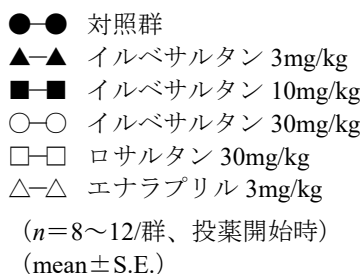 ●─● 対照群
▲─▲ イルベサルタン 3mg/kg
■─■ イルベサルタン 10mg/kg
○─○ イルベサルタン 30mg/kg
□─□ ロサルタン 30mg/kg
△─△ エナラプリル 3mg/kg
(n=8~12/群、投薬開始時)
(mean±S.E.)